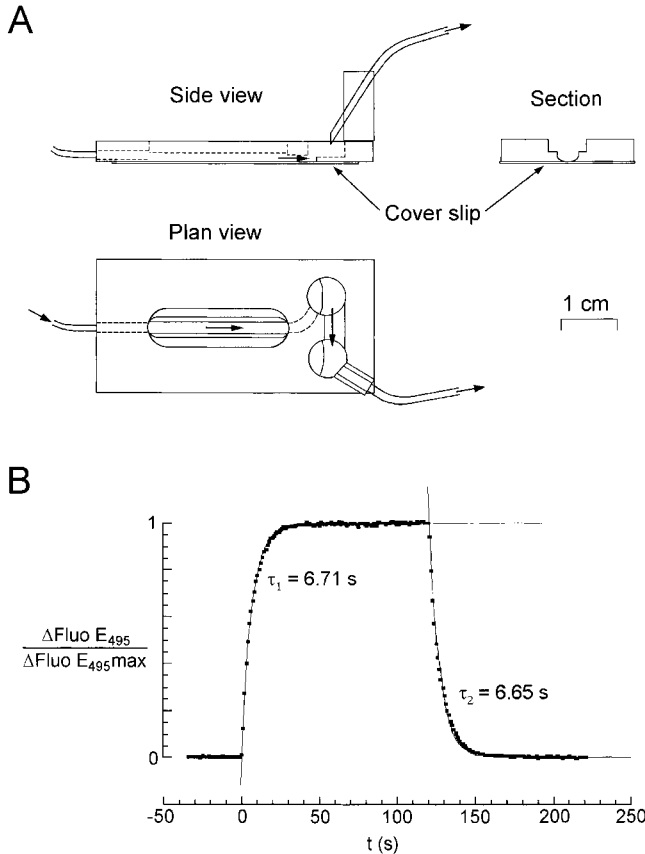 A
Side view
Section
Cover slip
Plan view
1 cm
B
1
τ1 = 6.71 s
ΔFluo E495
ΔFluo E495max
τ2 = 6.65 s
0
-50 0 50 100 150 200 250
t (s)